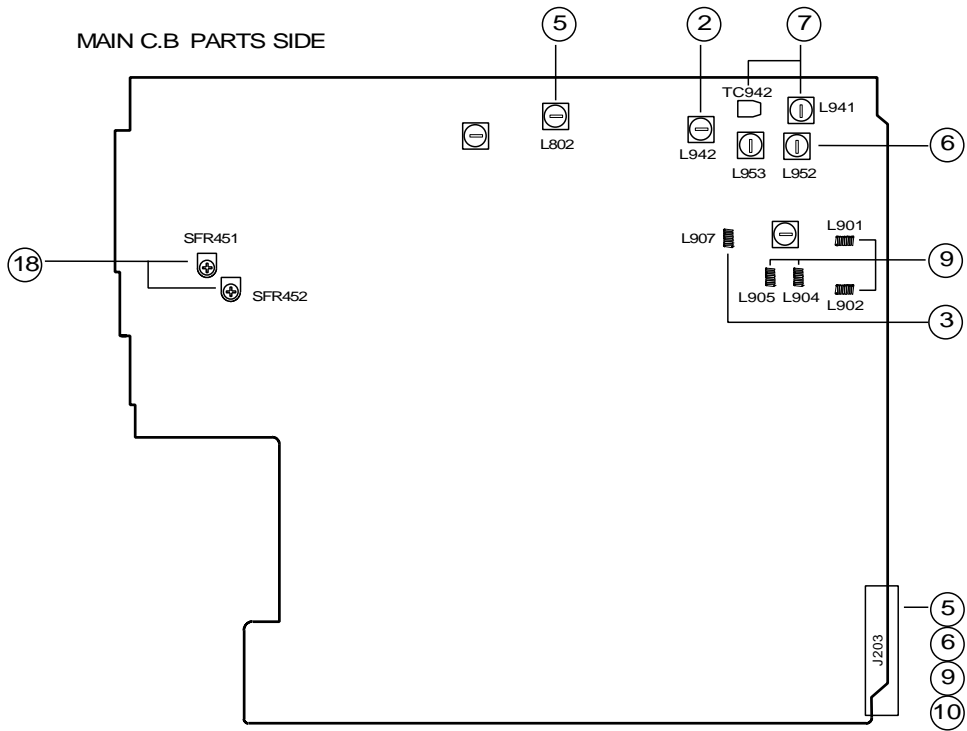 5
2
7
MAIN C.B PARTS SIDE
TC942
L941
L802
L942
6
L953
L952
SFR451
L907
L901
18
9
SFR452
L905
L904
L902
3
J203
5
6
9
10